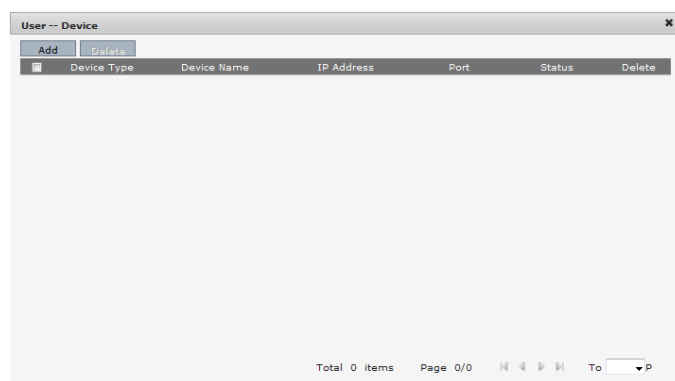 User -- Device
Add Delete
Device Type Device Name IP Address Port Status Delete
Total 0 items Page 0/0 To P